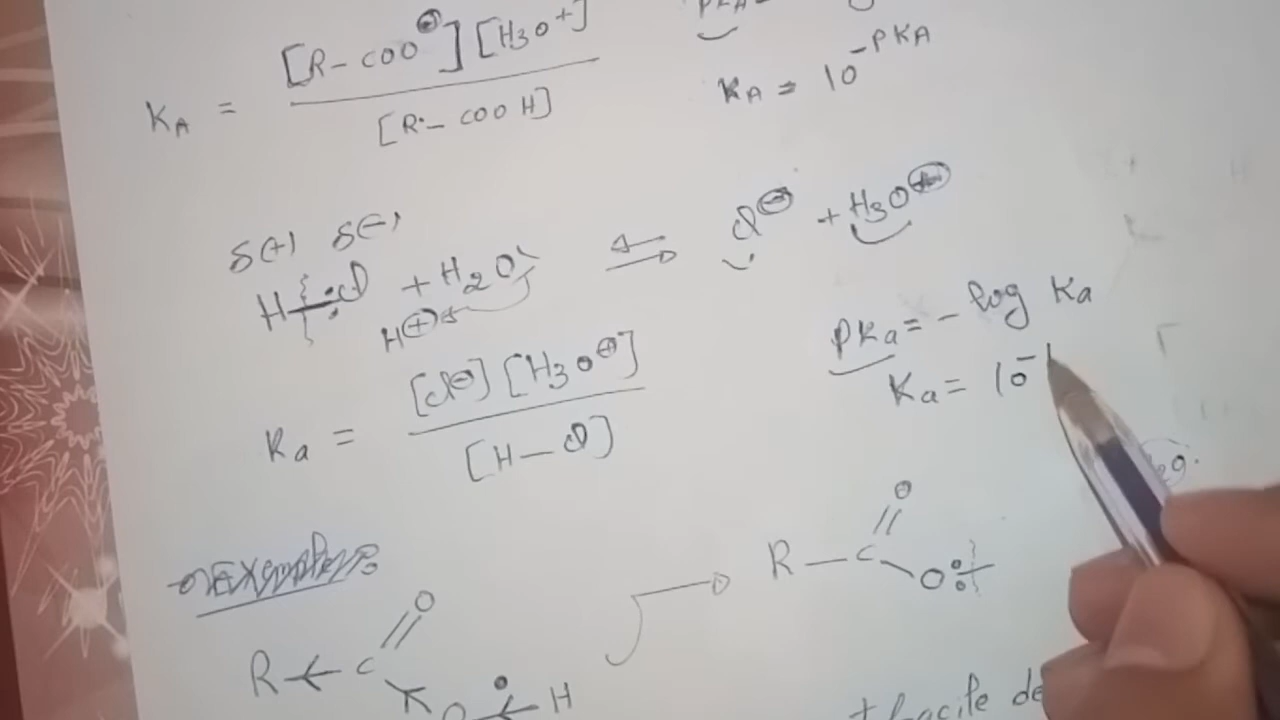 [R-COO⊖] [H3O+]
KA = ―――
[R-COOH]
KA = 10^-PKA
δ(+) δ(-)
H-Cl + H2O ⇌ Cl⊖ + H3O⊕
H⊕
PKa = - log Ka
Ka = 10^-
[Cl⊖] [H3O⊕]
Ka = ―――
[H-Cl]
Exemples
R-C=O
O-H
R-C=O
O
+ facile de